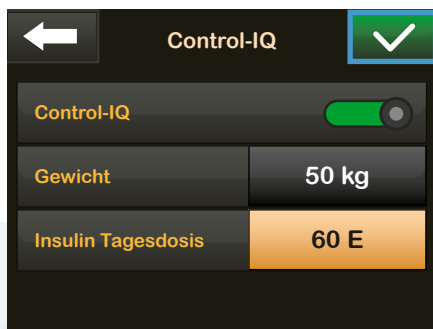 Control-IQ
Control-IQ
Gewicht 50 kg
Insulin Tagesdosis 60 E